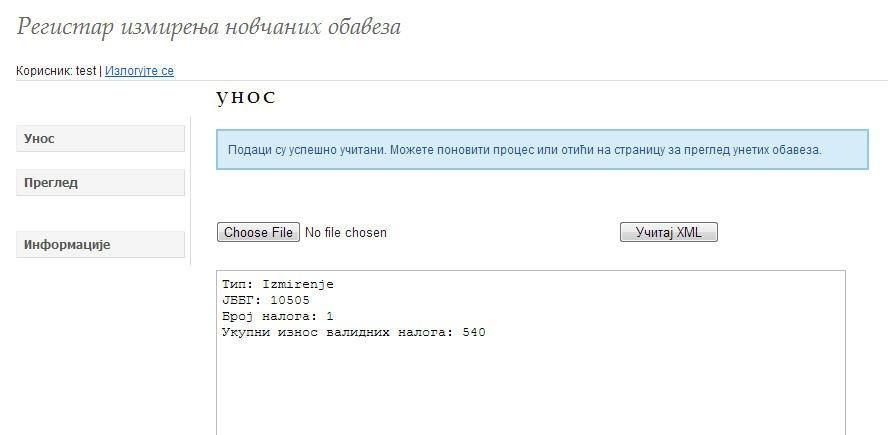 Регистар измирења новчаних обавеза
Корисник: test | Излогујте се
унос
Унос
Подаци су успешно учитани. Можете поновити процес или отићи на страницу за преглед унетих обавеза.
Преглед
Choose File No file chosen Учитај XML
Информације
Тип: Izmirenje
ЈББГ: 10505
Број налога: 1
Укупни износ валидних налога: 540